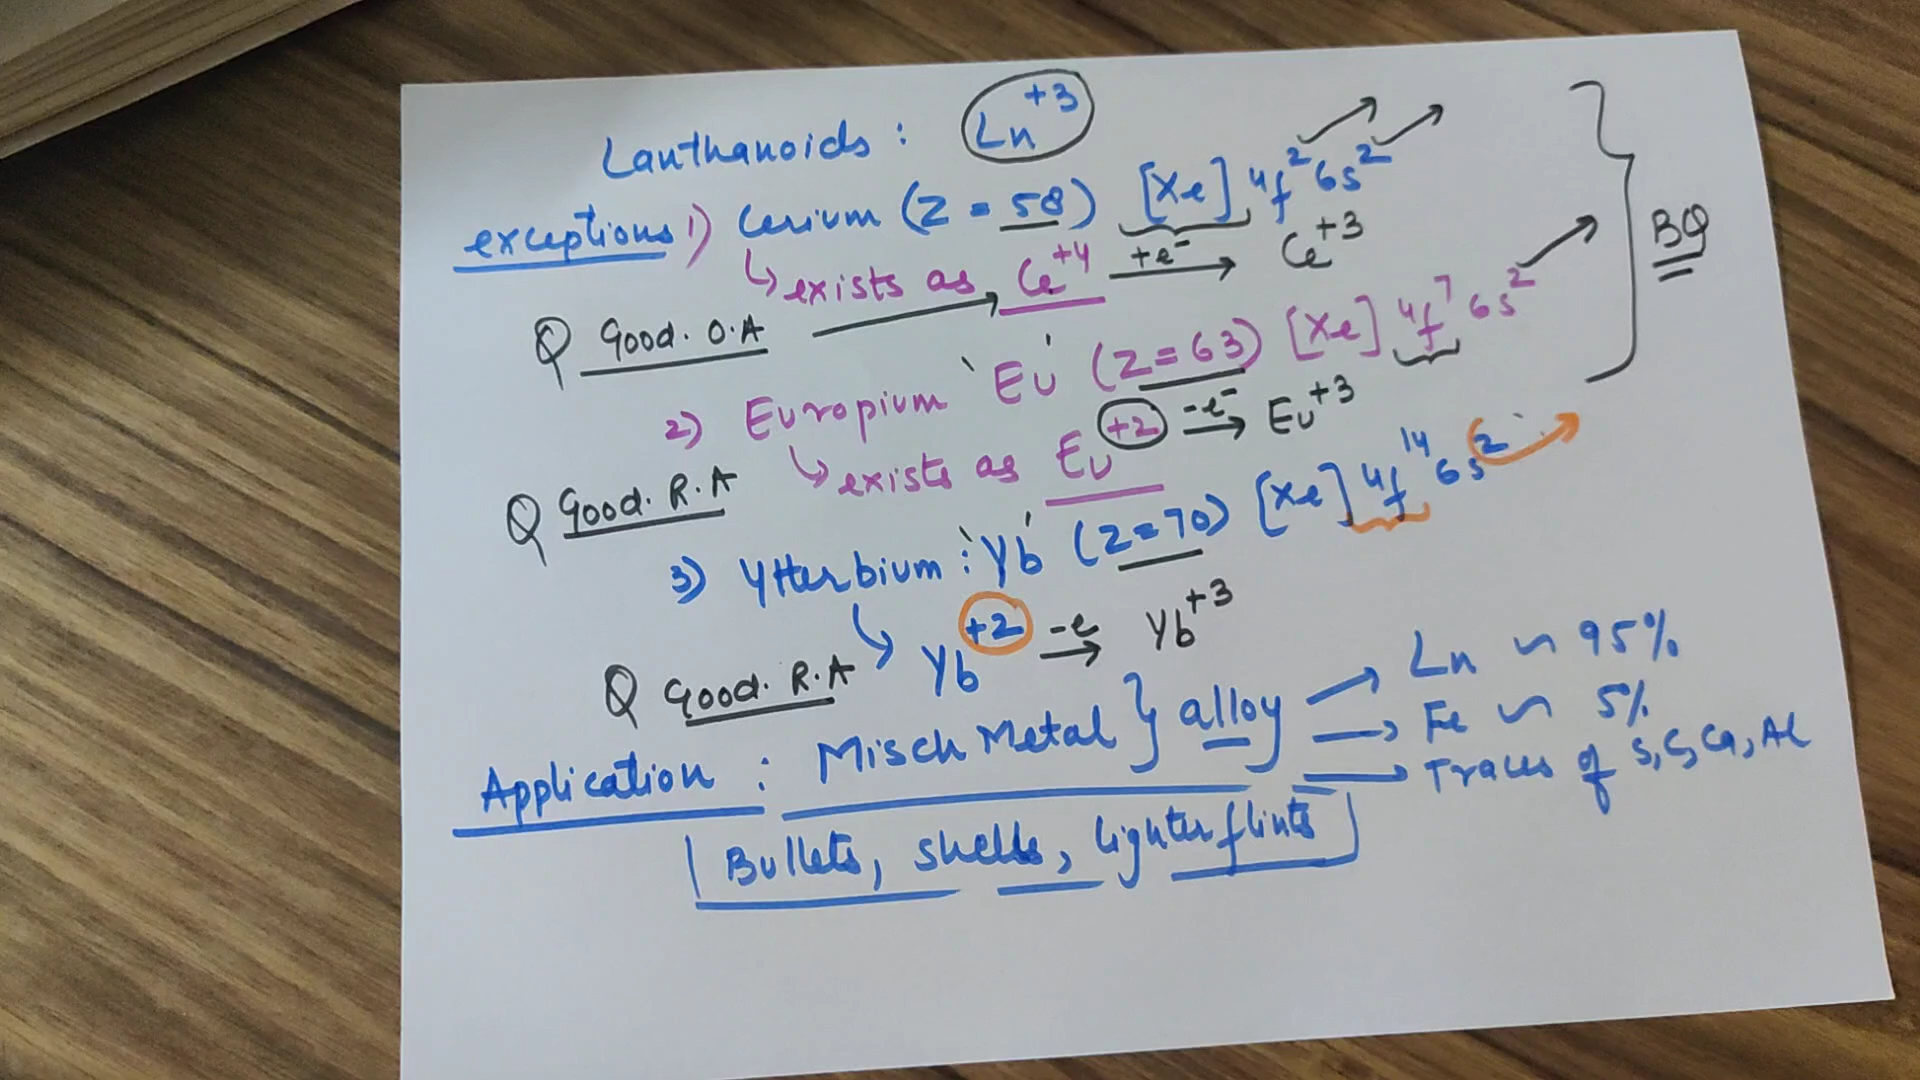 Lanthanoids : Ln+3
exceptions 1) Cerium (Z = 58) [Xe] 4f2 6s2
↳ exists as Ce+4 +e- → Ce+3
Q Good. O.A →
2) Europium 'Eu' (Z=63) [Xe] 4f7 6s2
↳ exists as Eu+2 -e- → Eu+3
Q Good. R.A
3) Ytterbium : 'Yb' (Z=70) [Xe] 4f14 6s2
↳ Yb+2 -e → Yb+3
Q Good. R.A
BQ
Application : Misch Metal } alloy → Ln ~ 95%
→ Fe ~ 5%
→ Traces of S, C, Ca, Al
Bullets, shells, lighter flints